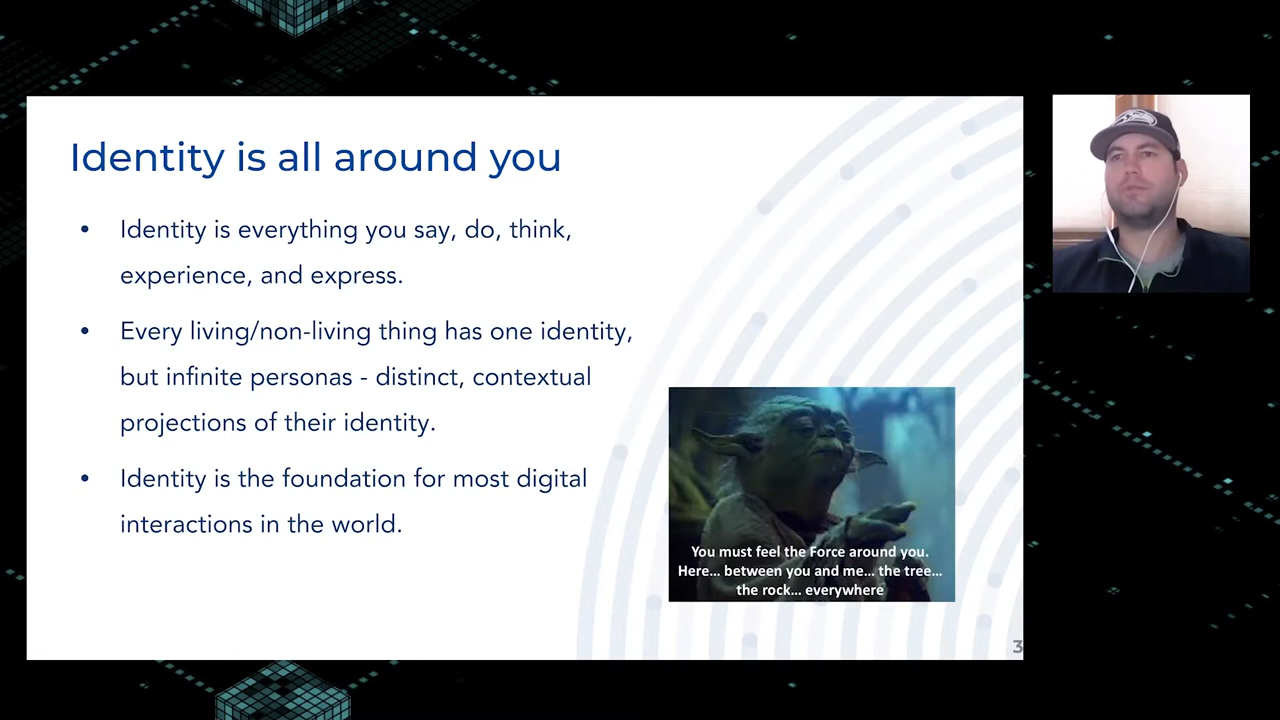 Identity is all around you
• Identity is everything you say, do, think,
experience, and express.
• Every living/non-living thing has one identity,
but infinite personas - distinct, contextual
projections of their identity.
• Identity is the foundation for most digital
interactions in the world.
You must feel the Force around you.
Here... between you and me... the tree...
the rock... everywhere
3